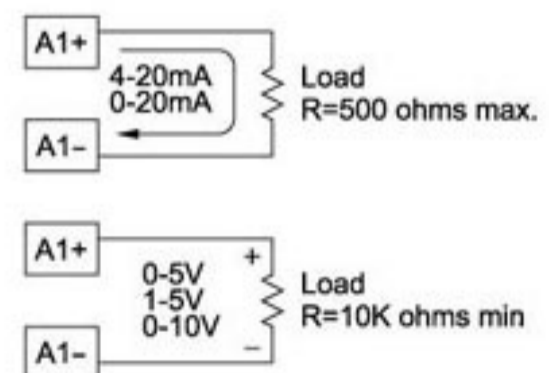 A1+
4-20mA
0-20mA
Load
R=500 ohms max.
A1−
A1+
+
0-5V
1-5V
0-10V
Load
R=10K ohms min
−
A1−